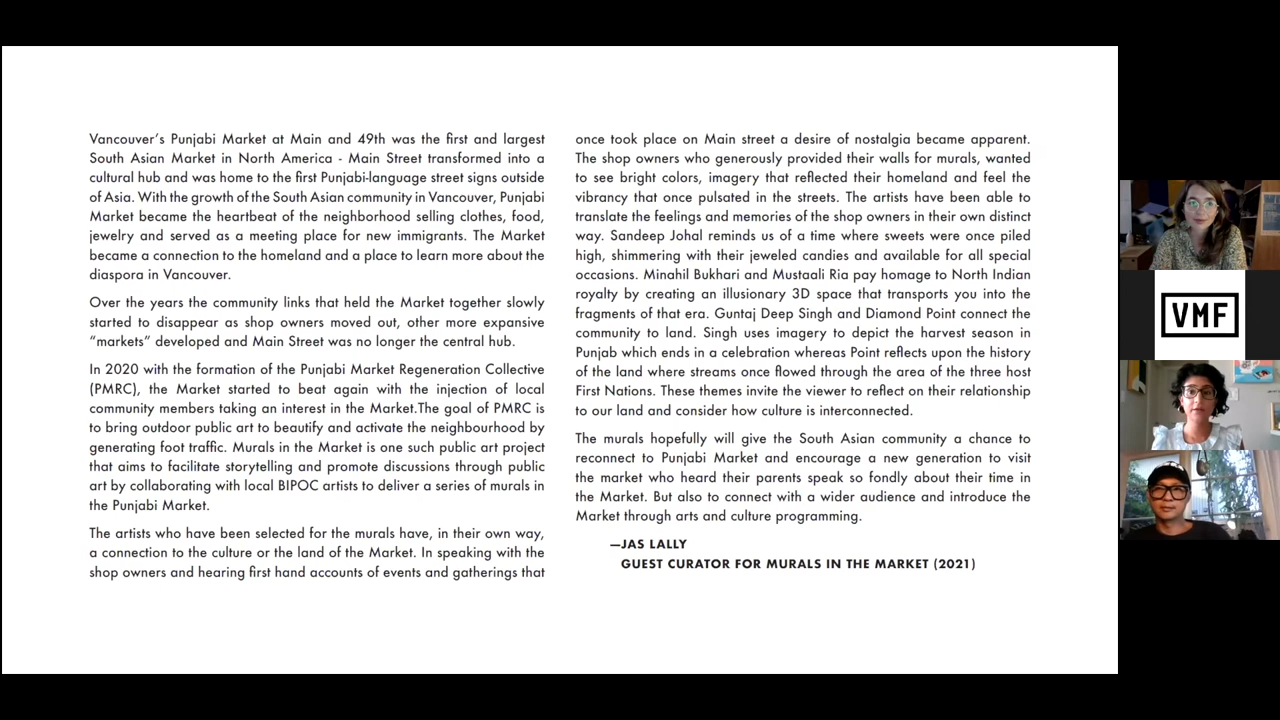 Vancouver's Punjabi Market at Main and 49th was the first and largest
South Asian Market in North America - Main Street transformed into a
cultural hub and was home to the first Punjabi-language street signs outside
of Asia. With the growth of the South Asian community in Vancouver, Punjabi
Market became the heartbeat of the neighborhood selling clothes, food,
jewelry and served as a meeting place for new immigrants. The Market
became a connection to the homeland and a place to learn more about the
diaspora in Vancouver.
Over the years the community links that held the Market together slowly
started to disappear as shop owners moved out, other more expansive
“markets” developed and Main Street was no longer the central hub.
In 2020 with the formation of the Punjabi Market Regeneration Collective
(PMRC), the Market started to beat again with the injection of local
community members taking an interest in the Market.The goal of PMRC is
to bring outdoor public art to beautify and activate the neighbourhood by
generating foot traffic. Murals in the Market is one such public art project
that aims to facilitate storytelling and promote discussions through public
art by collaborating with local BIPOC artists to deliver a series of murals in
the Punjabi Market.
The artists who have been selected for the murals have, in their own way,
a connection to the culture or the land of the Market. In speaking with the
shop owners and hearing first hand accounts of events and gatherings that
once took place on Main street a desire of nostalgia became apparent.
The shop owners who generously provided their walls for murals, wanted
to see bright colors, imagery that reflected their homeland and feel the
vibrancy that once pulsated in the streets. The artists have been able to
translate the feelings and memories of the shop owners in their own distinct
way. Sandeep Johal reminds us of a time where sweets were once piled
high, shimmering with their jeweled candies and available for all special
occasions. Minahil Bukhari and Mustaali Ria pay homage to North Indian
royalty by creating an illusionary 3D space that transports you into the
fragments of that era. Guntaj Deep Singh and Diamond Point connect the
community to land. Singh uses imagery to depict the harvest season in
Punjab which ends in a celebration whereas Point reflects upon the history
of the land where streams once flowed through the area of the three host
First Nations. These themes invite the viewer to reflect on their relationship
to our land and consider how culture is interconnected.
The murals hopefully will give the South Asian community a chance to
reconnect to Punjabi Market and encourage a new generation to visit
the market who heard their parents speak so fondly about their time in
the Market. But also to connect with a wider audience and introduce the
Market through arts and culture programming.
—JAS LALLY
GUEST CURATOR FOR MURALS IN THE MARKET (2021)
VMF